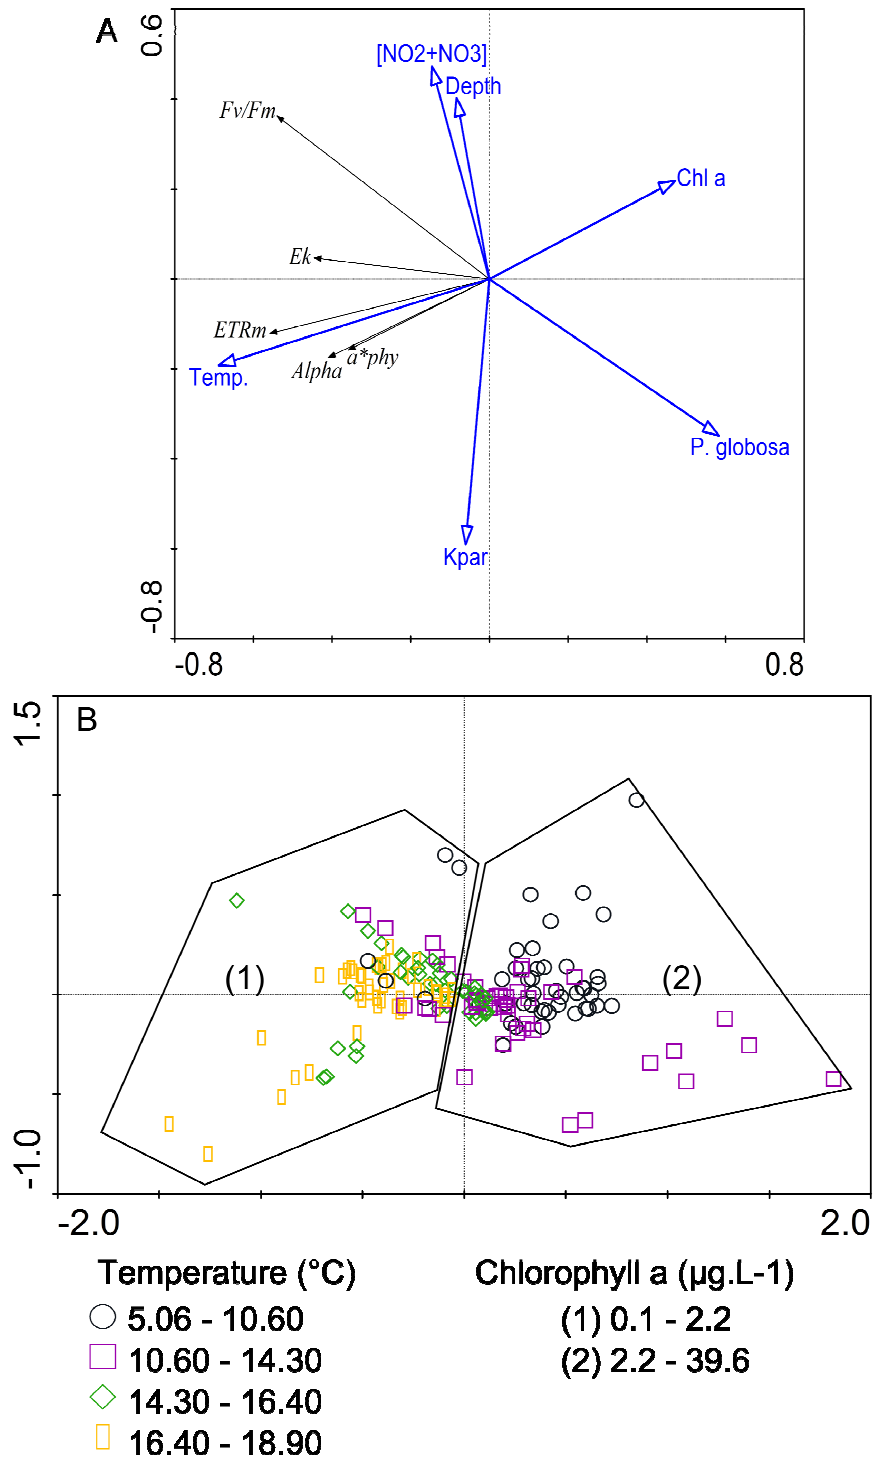 A
0.6
[NO2+NO3]
Depth
Fv/Fm
Chl a
Ek
ETRm
Alpha a*phy
Temp.
P. globosa
Kpar
-0.8
-0.8 0.8
B
1.5
(1) (2)
-1.0
-2.0 2.0
Temperature (°C) Chlorophyll a (µg.L-1)
5.06 - 10.60 (1) 0.1 - 2.2
10.60 - 14.30 (2) 2.2 - 39.6
14.30 - 16.40
16.40 - 18.90